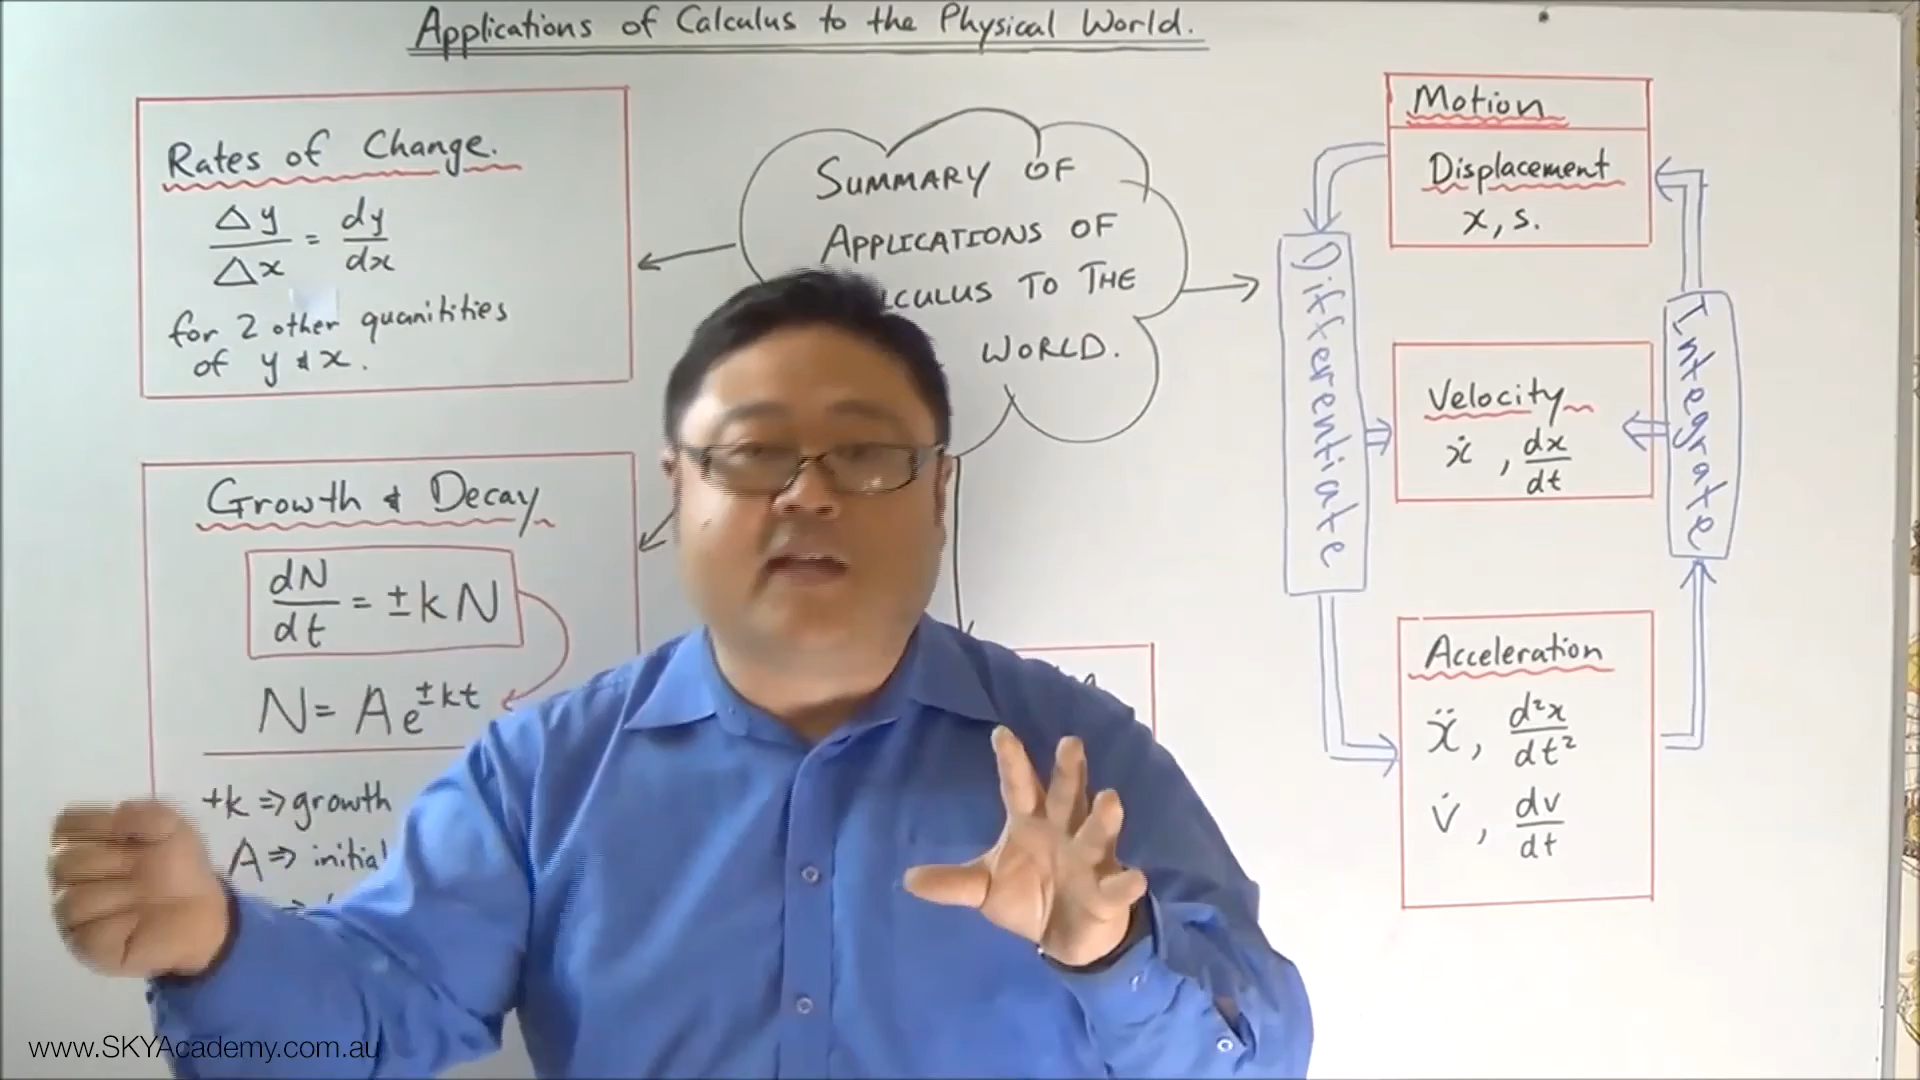 Applications of Calculus to the Physical World.
Rates of Change.
Δy/Δx = dy/dx
for 2 other quanitities
of y & x.
SUMMARY OF
APPLICATIONS OF
LCULUS TO THE
WORLD.
Growth & Decay
dN/dt = ±kN
N = Ae^±kt
+k ⇒ growth
A ⇒ initial
Motion
Displacement
x, s.
Differentiate
Velocity
ẋ, dx/dt
Integrate
Acceleration
ẍ, d²x/dt²
v̇, dv/dt
www.SKYAcademy.com.au